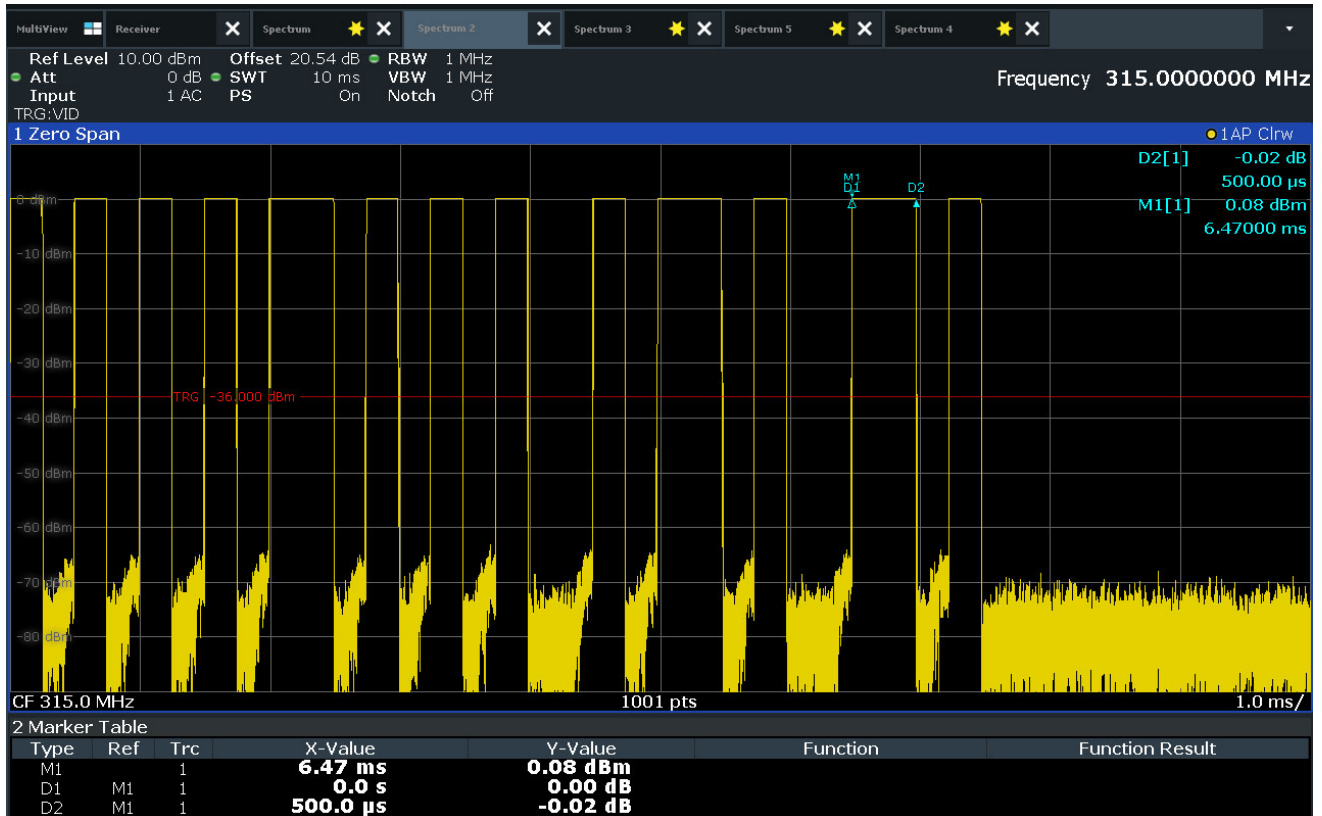 MultiView Receiver Spectrum Spectrum 2 Spectrum 3 Spectrum 5 Spectrum 4
Ref Level 10.00 dBm Offset 20.54 dB RBW 1 MHz
Att 0 dB SWT 10 ms VBW 1 MHz
Frequency 315.0000000 MHz
Input 1 AC PS On Notch Off
TRG:VID
1 Zero Span 1AP Clrw
D2[1] -0.02 dB
500.00 µs
M1[1] 0.08 dBm
6.47000 ms
M1
D1 D2
0 dBm
-10 dBm
-20 dBm
-30 dBm
TRG -36.000 dBm
-40 dBm
-50 dBm
-60 dBm
-70 dBm
-80 dBm
CF 315.0 MHz 1001 pts 1.0 ms/
2 Marker Table
Type Ref Trc X-Value Y-Value Function Function Result
M1 1 6.47 ms 0.08 dBm
D1 M1 1 0.0 s 0.00 dB
D2 M1 1 500.0 µs -0.02 dB